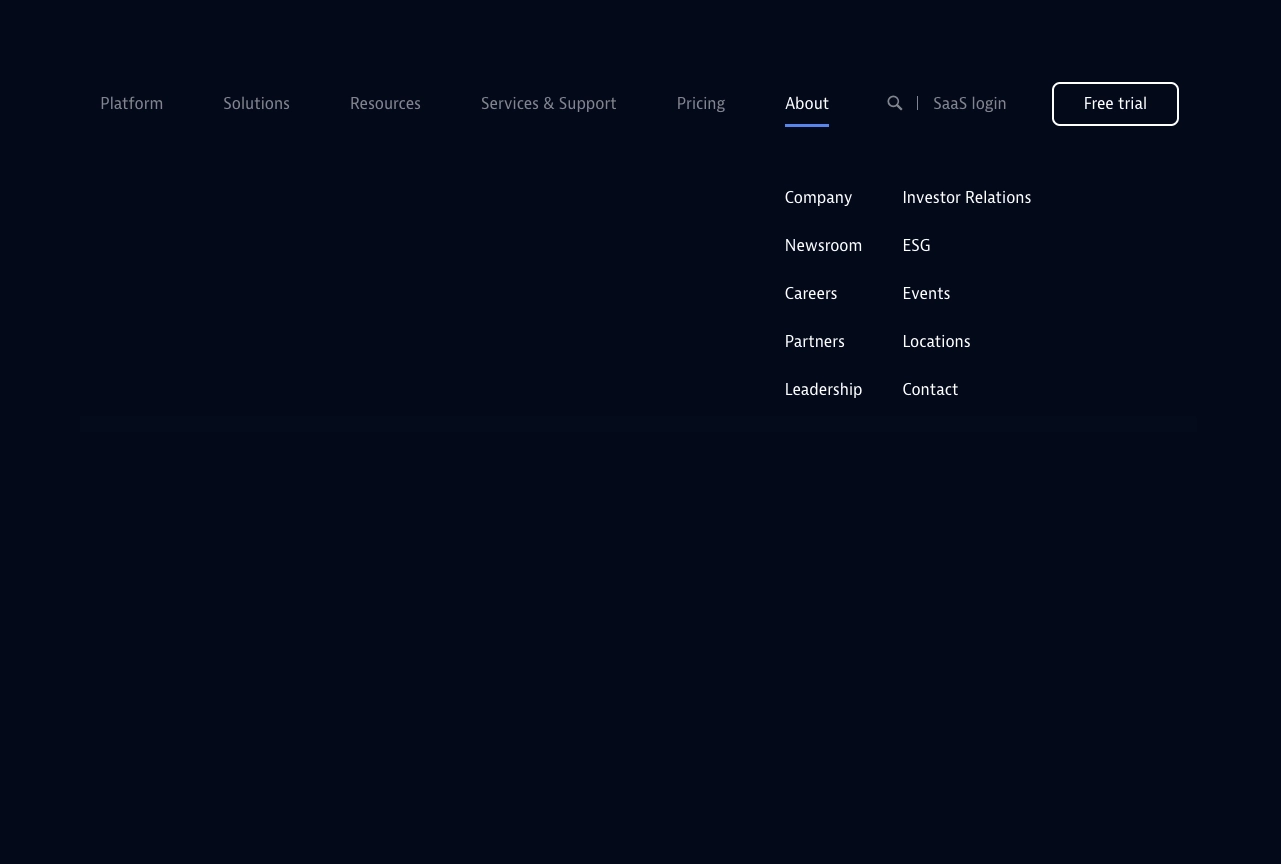 Platform Solutions Resources Services & Support Pricing About SaaS login Free trial
Company Investor Relations
Newsroom ESG
Careers Events
Partners Locations
Leadership Contact